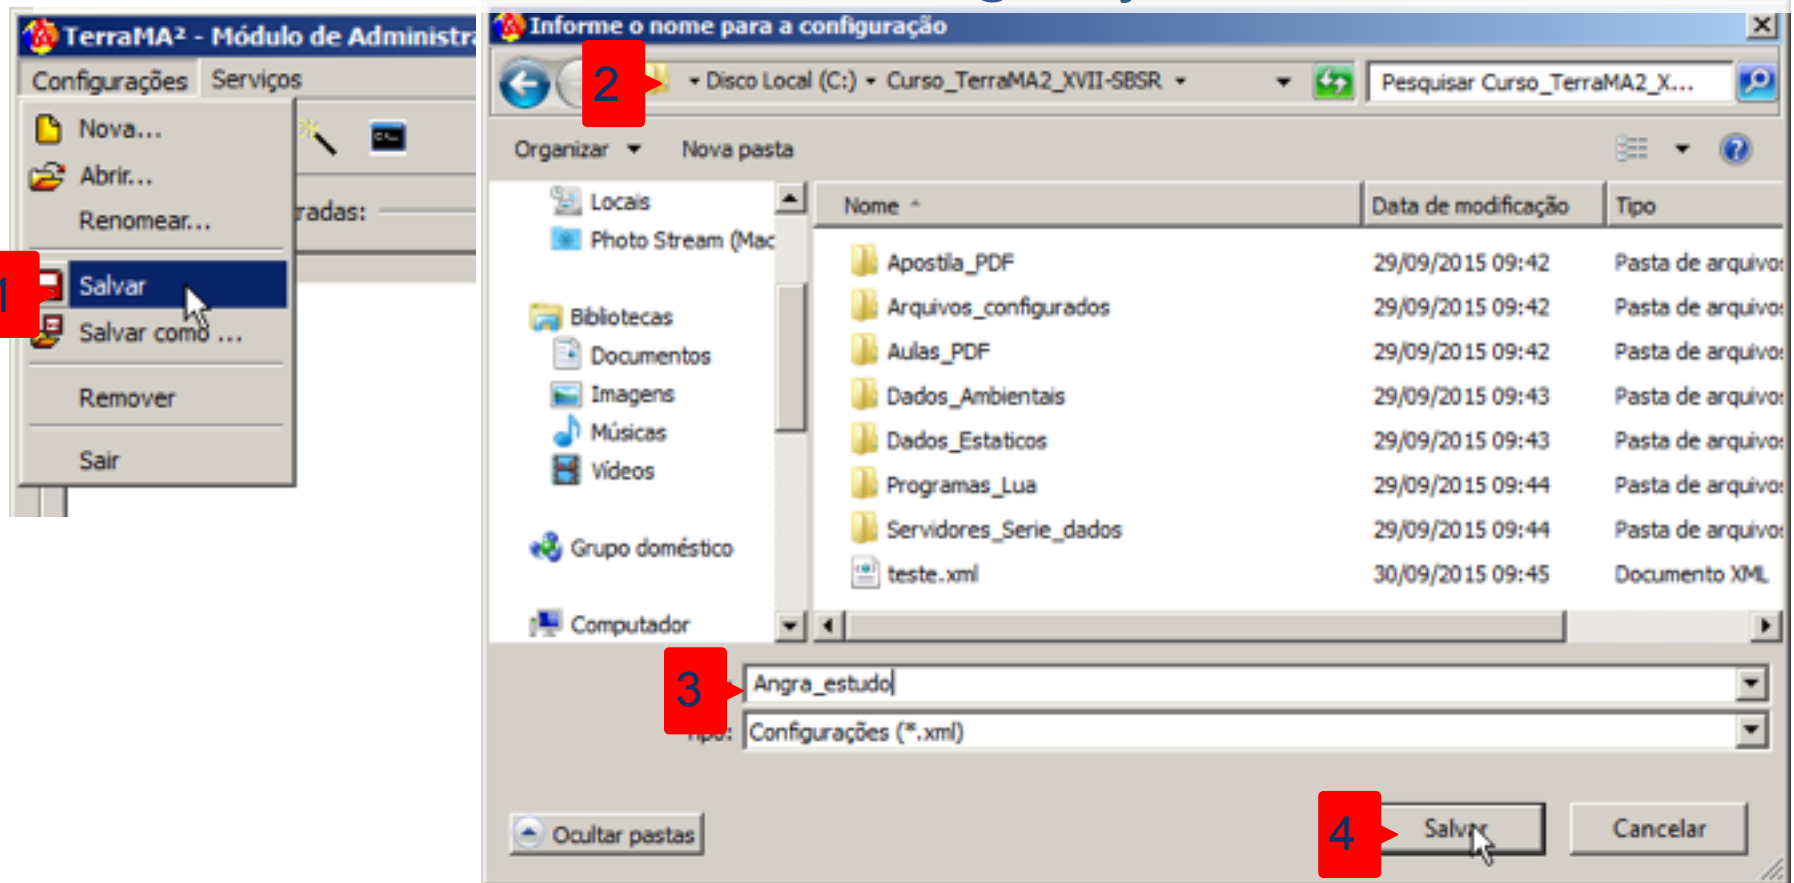 TerraMA² - Módulo de Administra
Configurações Serviços
Nova...
Abrir...
Renomear...
radas:
1
Salvar
Salvar como ...
Remover
Sair
Informe o nome para a configuração
2
Disco Local (C:) Curso_TerraMA2_XVII-SBSR
Pesquisar Curso_TerraMA2_X...
Organizar Nova pasta
Locais
Photo Stream (Mac
Bibliotecas
Documentos
Imagens
Músicas
Vídeos
Grupo doméstico
Computador
Nome Data de modificação Tipo
Apostila_PDF 29/09/2015 09:42 Pasta de arquivos
Arquivos_configurados 29/09/2015 09:42 Pasta de arquivos
Aulas_PDF 29/09/2015 09:42 Pasta de arquivos
Dados_Ambientais 29/09/2015 09:43 Pasta de arquivos
Dados_Estaticos 29/09/2015 09:43 Pasta de arquivos
Programas_Lua 29/09/2015 09:44 Pasta de arquivos
Servidores_Serie_dados 29/09/2015 09:44 Pasta de arquivos
teste.xml 30/09/2015 09:45 Documento XML
3
Angra_estudo
Tipo: Configurações (*.xml)
Ocultar pastas
4
Salvar
Cancelar